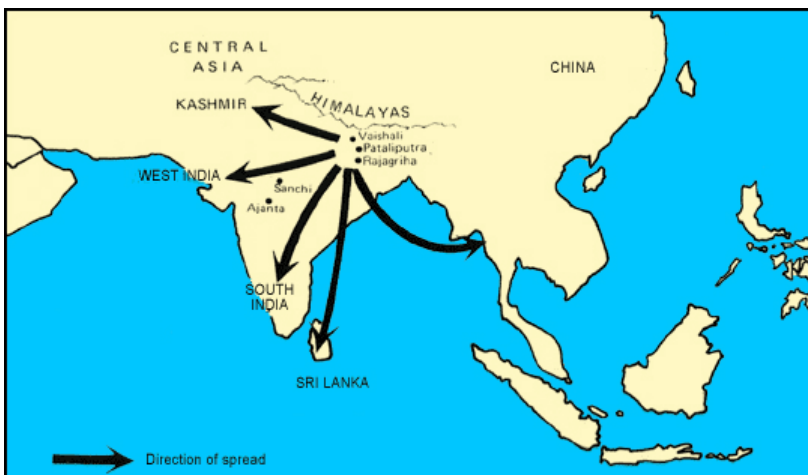 CENTRAL
ASIA
CHINA
KASHMIR
HIMALAYAS
Vaishali
Pataliputra
Rajagriha
WEST INDIA
Sanchi
Ajanta
SOUTH
INDIA
SRI LANKA
Direction of spread